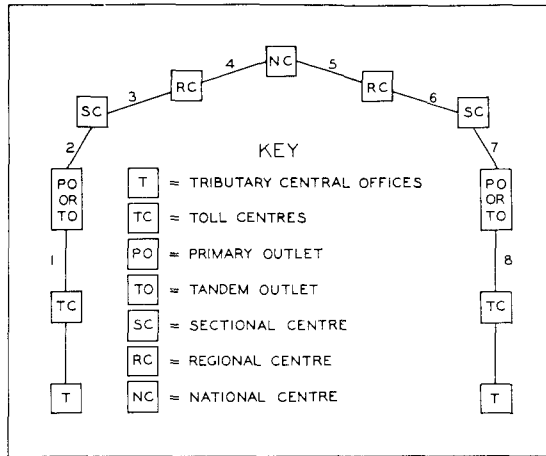 NC
4
5
RC
RC
3
6
SC
SC
2
7
KEY
PO
OR
TO
PO
OR
TO
T = TRIBUTARY CENTRAL OFFICES
TC = TOLL CENTRES
PO = PRIMARY OUTLET
TO = TANDEM OUTLET
SC = SECTIONAL CENTRE
RC = REGIONAL CENTRE
NC = NATIONAL CENTRE
1
8
TC
TC
T
T